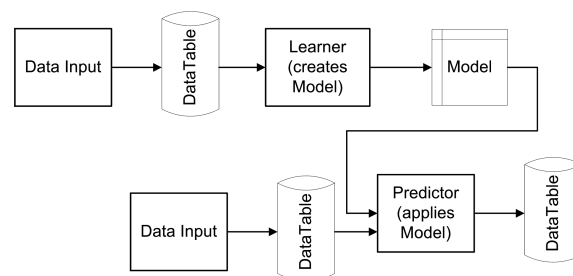 Data Input
DataTable
Learner
(creates
Model)
Model
Data Input
DataTable
Predictor
(applies
Model)
DataTable